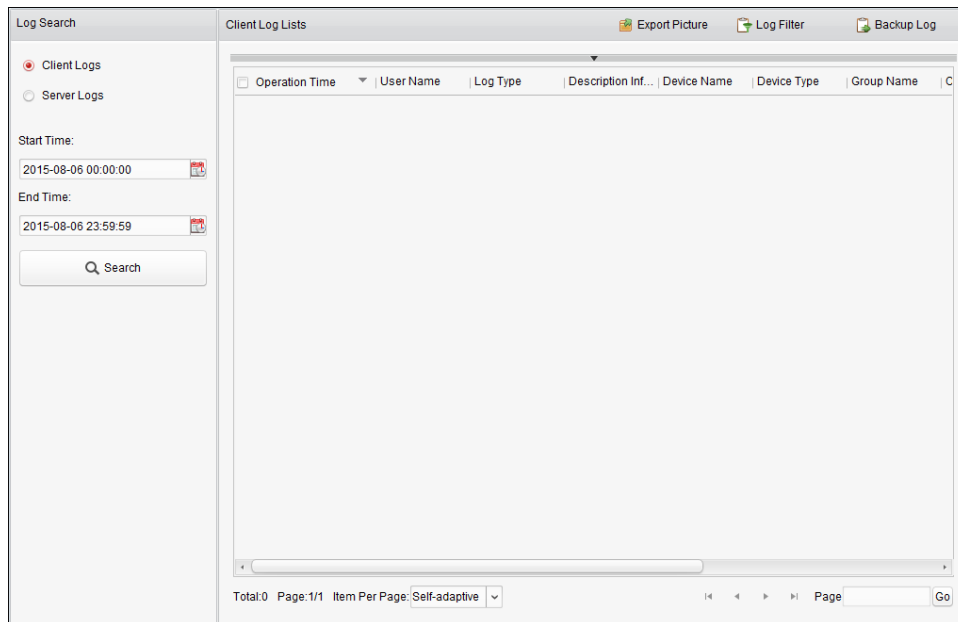 Log Search
Client Log Lists
Export Picture
Log Filter
Backup Log
Client Logs
Server Logs
Start Time:
2015-08-06 00:00:00
End Time:
2015-08-06 23:59:59
Search
Operation Time
User Name
Log Type
Description Inf...
Device Name
Device Type
Group Name
Total:0 Page:1/1 Item Per Page: Self-adaptive
Page
Go